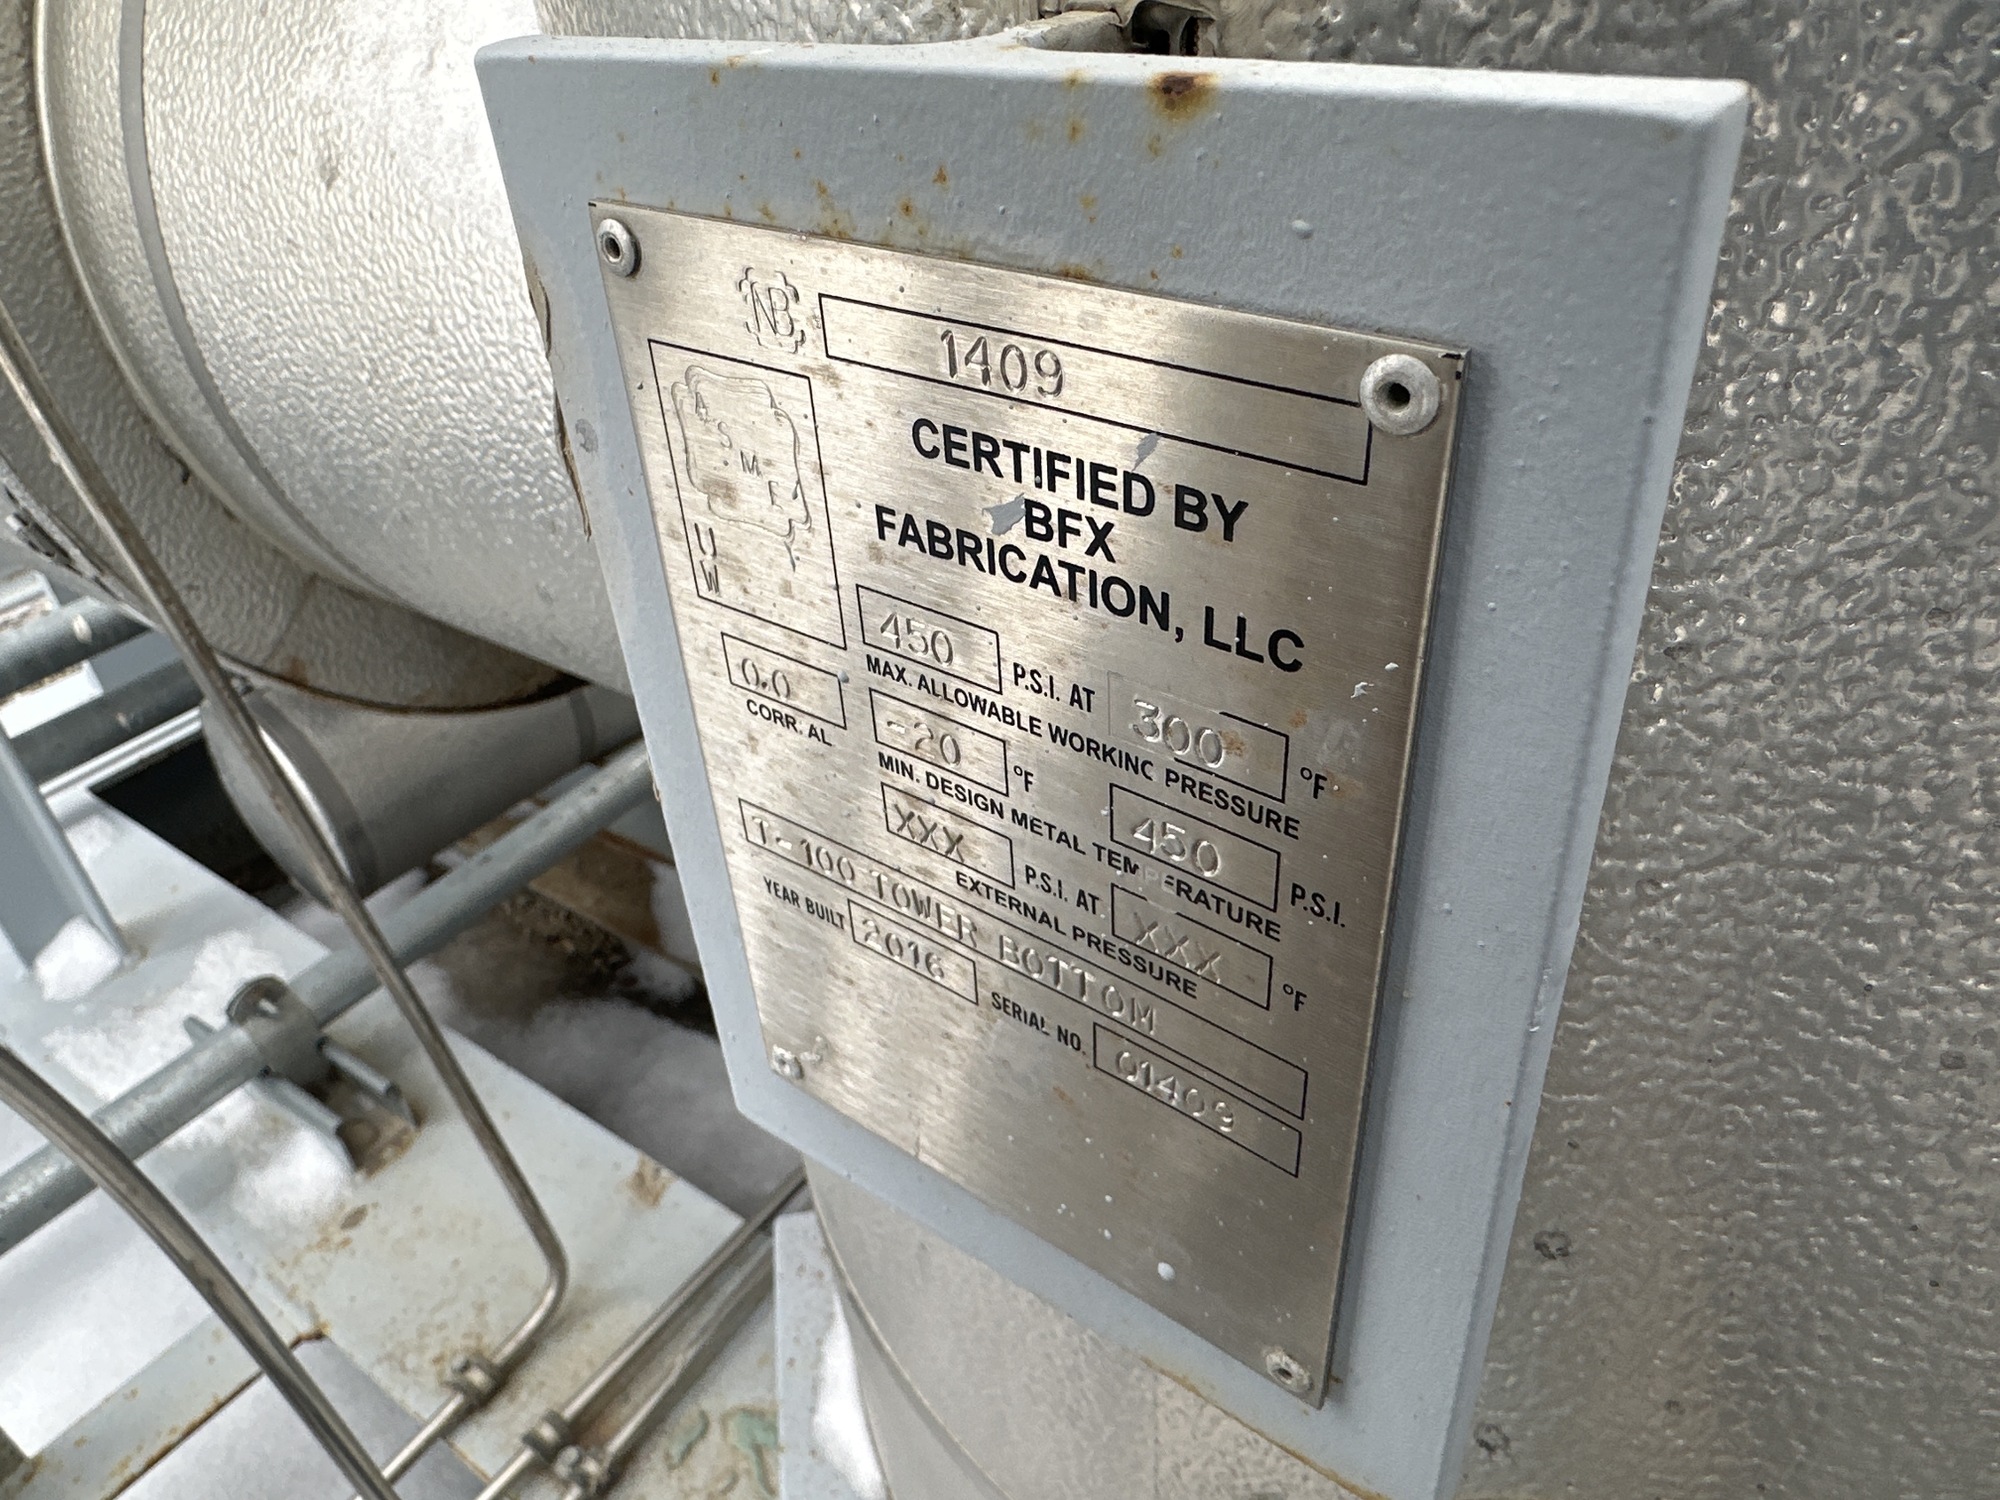 NB 1409
ASME
U
W
CERTIFIED BY
BFX
FABRICATION, LLC
450 P.S.I. AT 300 °F
MAX. ALLOWABLE WORKING PRESSURE
0.0
CORR. AL
-20 °F 450 P.S.I.
MIN. DESIGN METAL TEMPERATURE
XXX P.S.I. AT XXX °F
EXTERNAL PRESSURE
T-100 TOWER BOTTOM
YEAR BUILT 2016 SERIAL NO. 01409